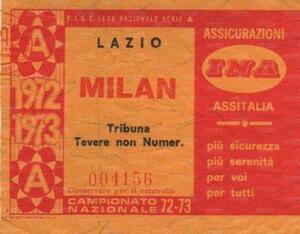 F. I. G. C. LEGA NAZIONALE SERIE A
LAZIO
MILAN
Tribuna
Tevere non Numer.
004156
Conservare per il controllo
CAMPIONATO
NAZIONALE 72-73
A
1972
1973
A
ASSICURAZIONI
INA
ASSITALIA
più sicurezza
più serenità
per voi
per tutti